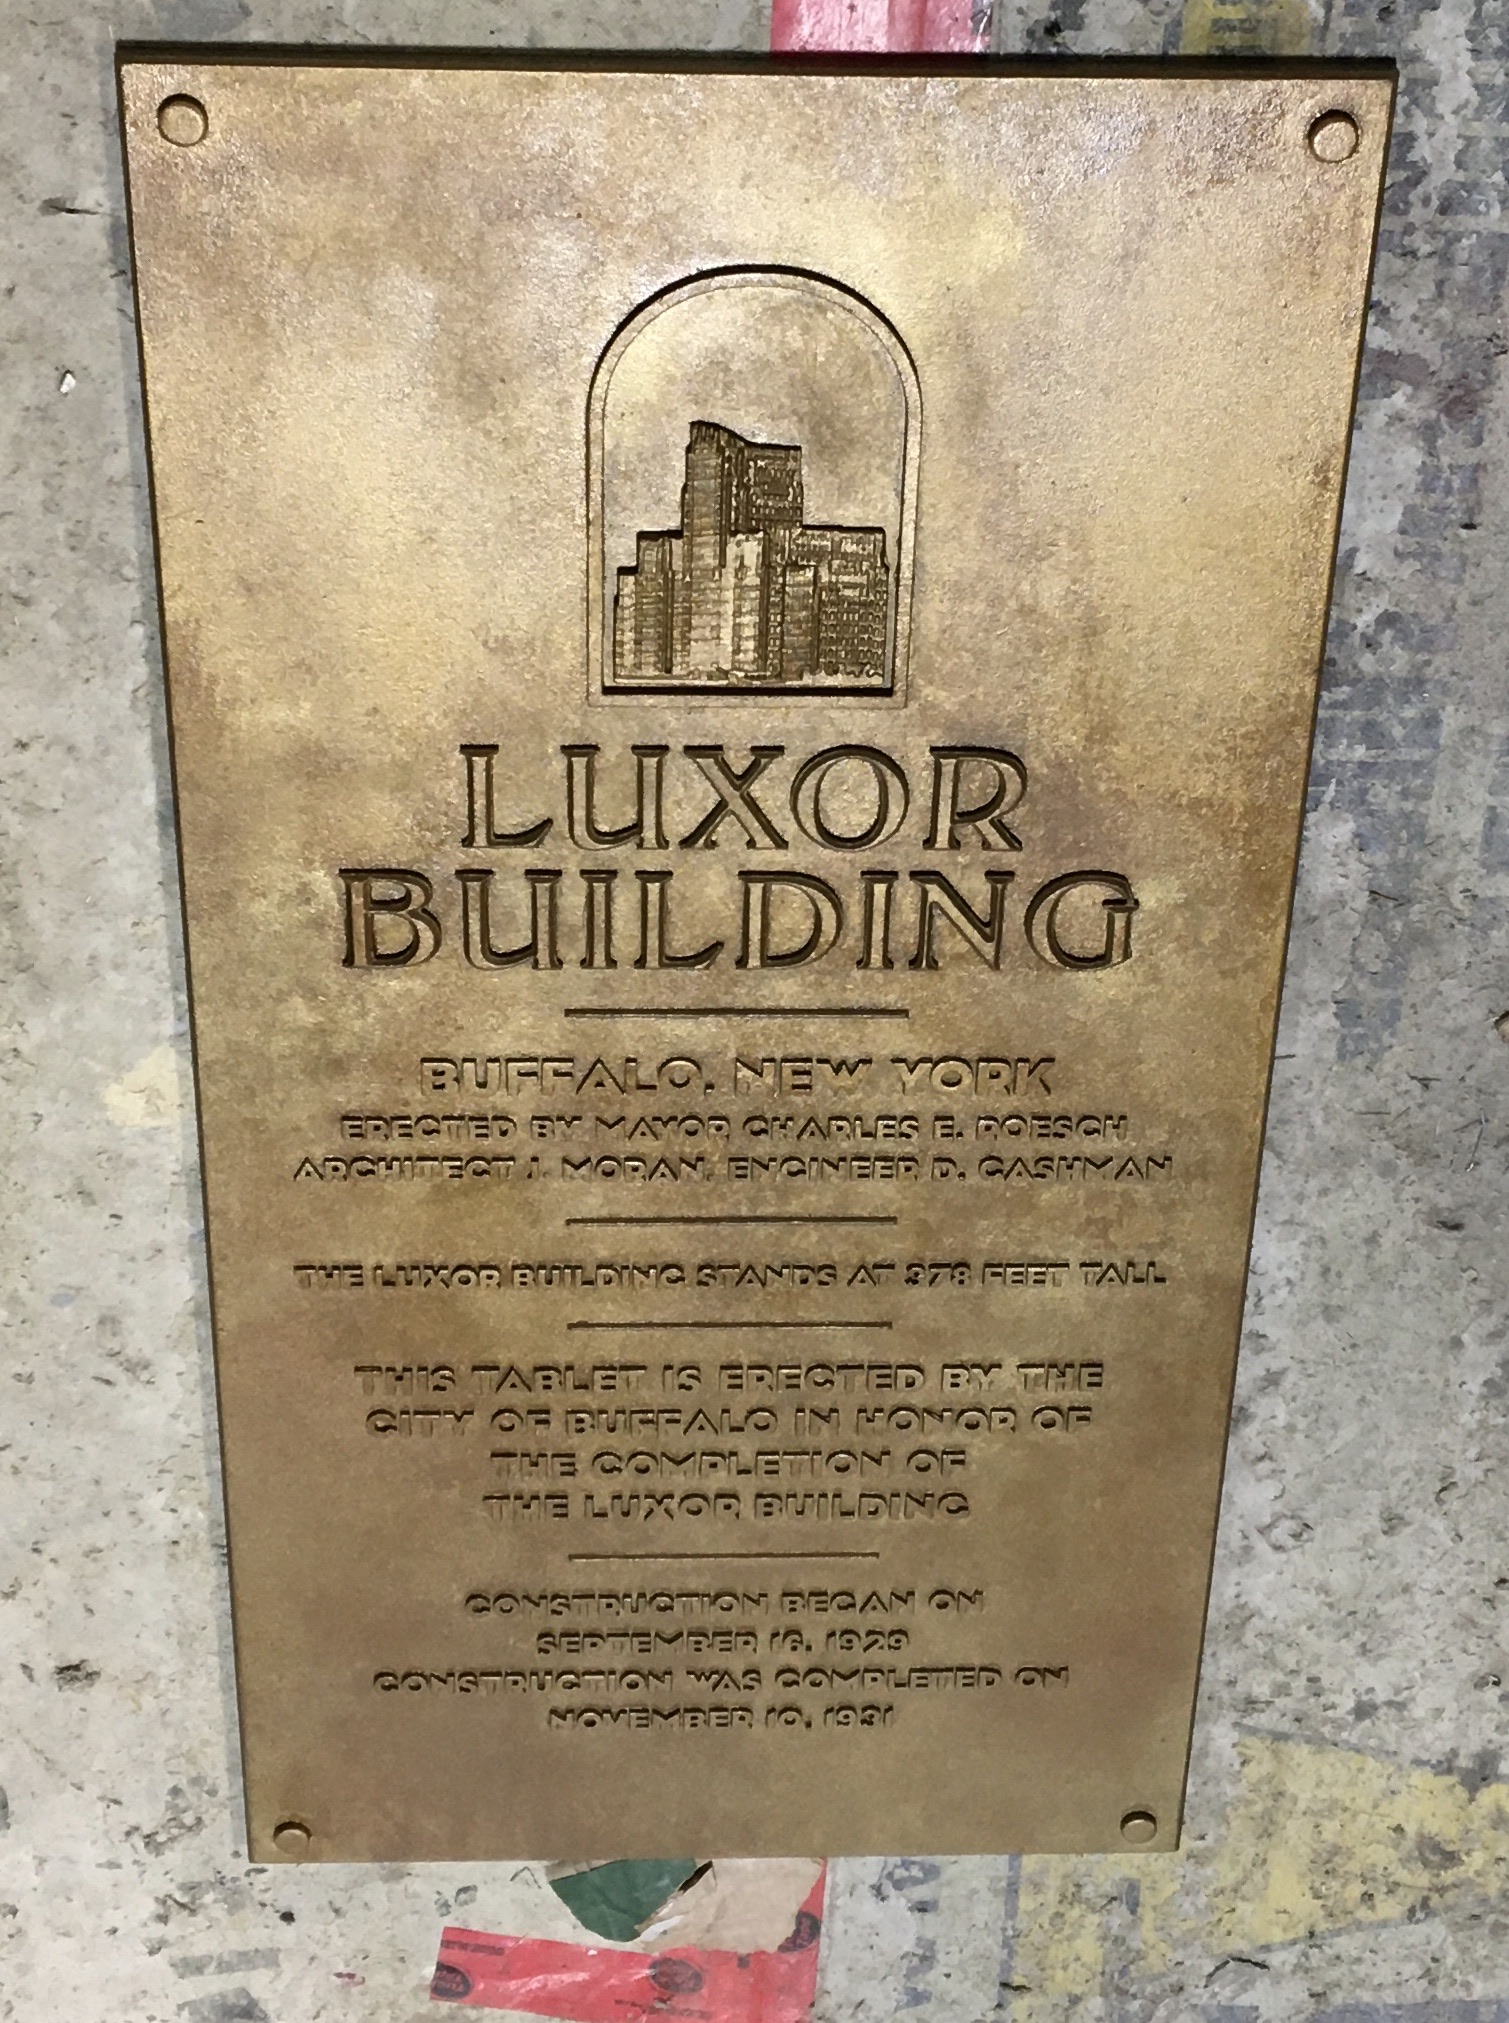 LUXOR
BUILDING
BUFFALO, NEW YORK
ERECTED BY MAYOR CHARLES E. ROESCH
ARCHITECT J. MORAN, ENGINEER D. CASHMAN
THE LUXOR BUILDING STANDS AT 378 FEET TALL
THIS TABLET IS ERECTED BY THE
CITY OF BUFFALO IN HONOR OF
THE COMPLETION OF
THE LUXOR BUILDING
CONSTRUCTION BEGAN ON
SEPTEMBER 16, 1929
CONSTRUCTION WAS COMPLETED ON
NOVEMBER 10, 1931